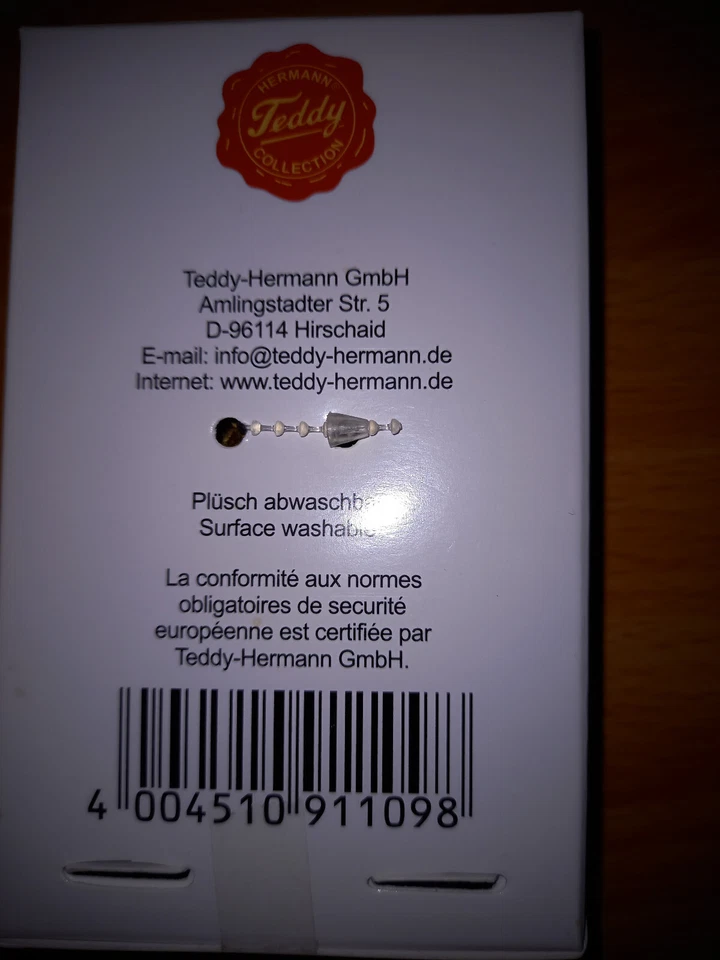 HERMANN
Teddy
COLLECTION
Teddy-Hermann GmbH
Amlingstadter Str. 5
D-96114 Hirschaid
E-mail: info@teddy-hermann.de
Internet: www.teddy-hermann.de
Plüsch
Surface washable
La conformité aux normes
obligatoires de securité
européenne est certifiée par
Teddy-Hermann GmbH.
4 004510 911098